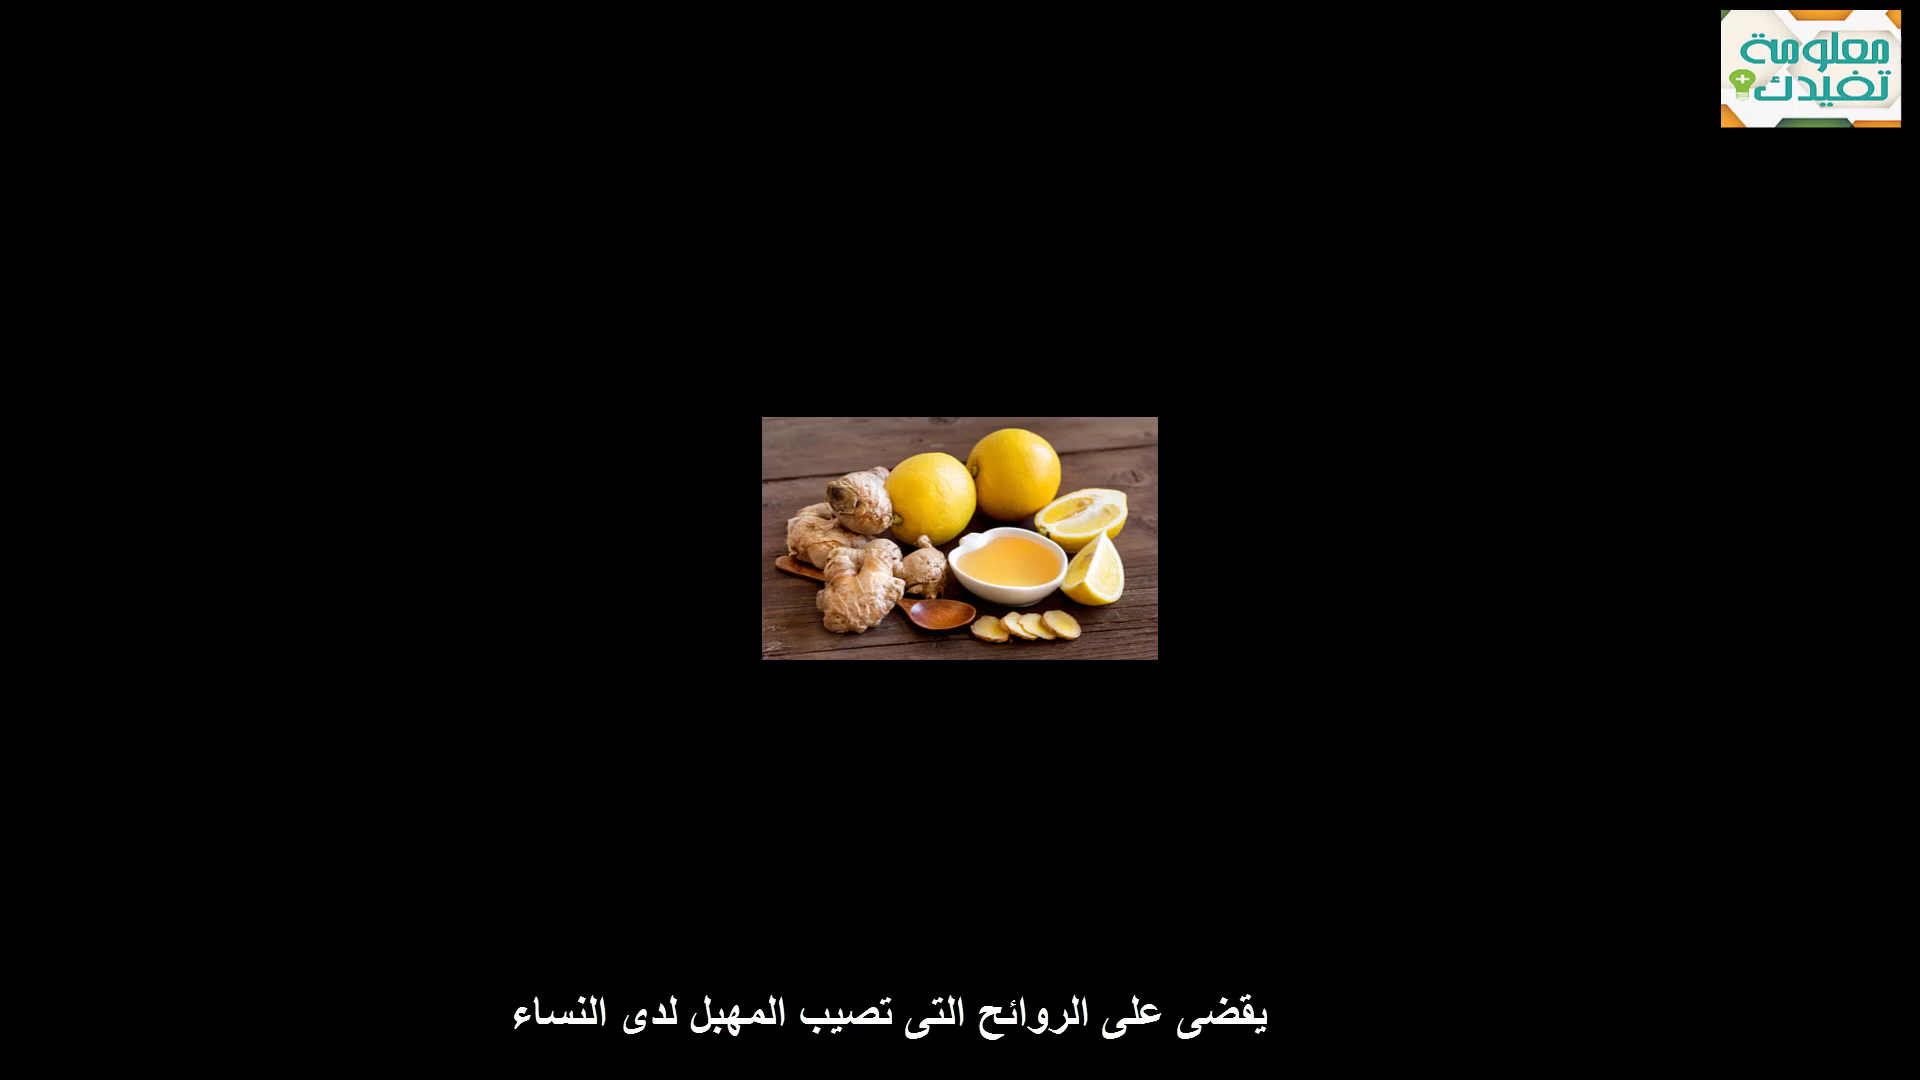 معلومة
تفيدك
يقضى على الروائح التى تصيب المهبل لدى النساء